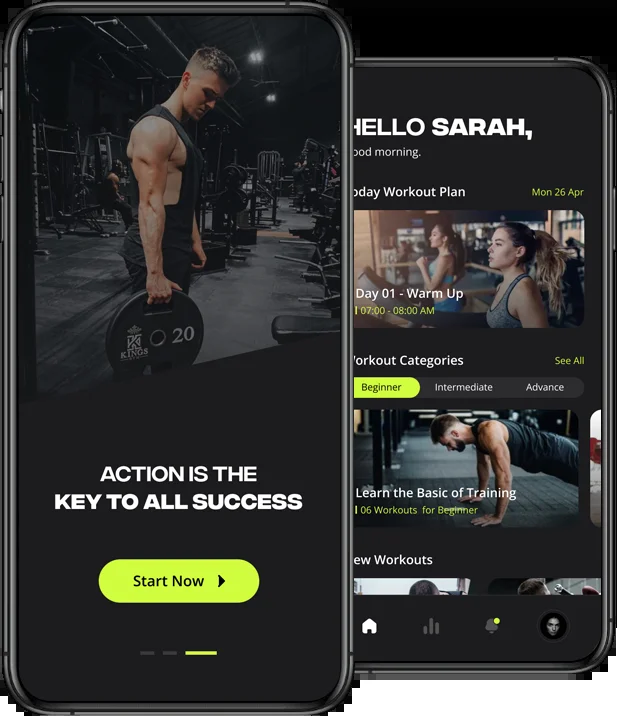 KINGS
20
ACTION IS THE
KEY TO ALL SUCCESS
Start Now
HELLO SARAH,
ood morning.
oday Workout Plan
Mon 26 Apr
Day 01 - Warm Up
07:00 - 08:00 AM
orkout Categories
See All
Beginner
Intermediate
Advance
Learn the Basic of Training
06 Workouts for Beginner
ew Workouts